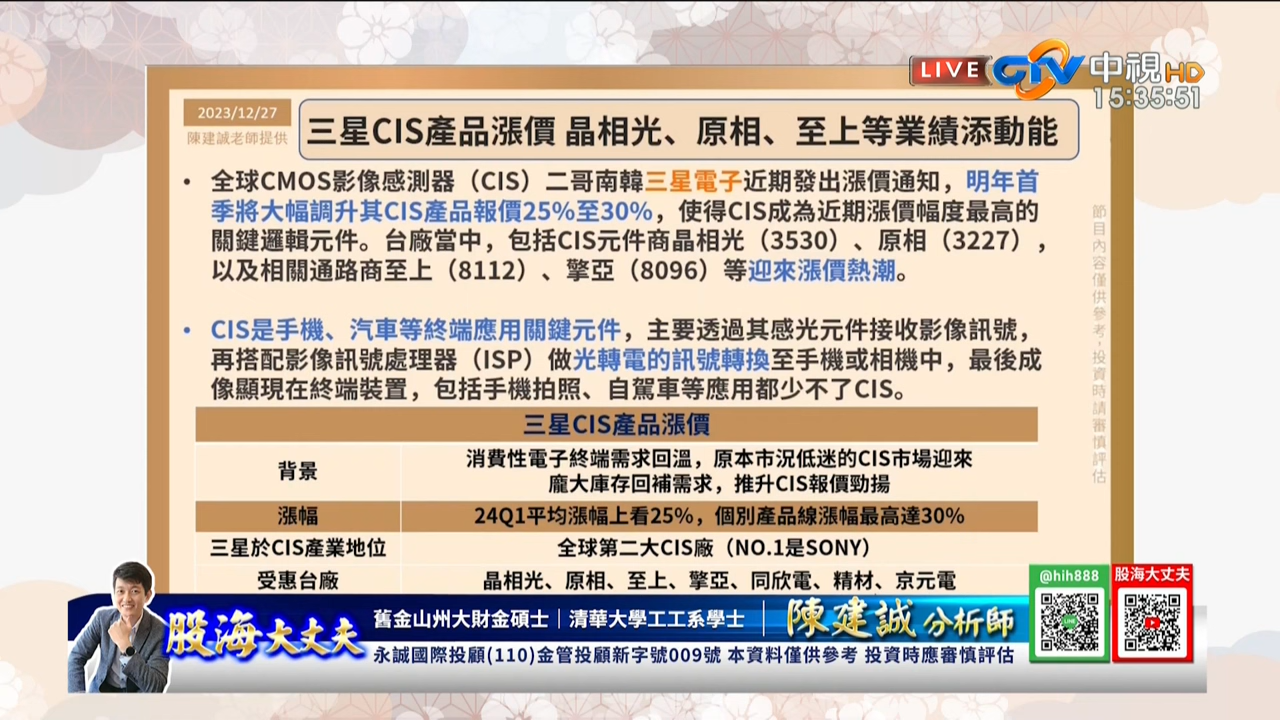 LIVE CTV中視HD
15:35:51
2023/12/27
陳建誠老師提供
三星CIS產品漲價 晶相光、原相、至上等業績添動能
• 全球CMOS影像感測器（CIS）二哥南韓三星電子近期發出漲價通知，明年首
季將大幅調升其CIS產品報價25%至30%，使得CIS成為近期漲價幅度最高的
關鍵邏輯元件。台廠當中，包括CIS元件商晶相光（3530）、原相（3227），
以及相關通路商至上（8112）、擎亞（8096）等迎來漲價熱潮。
• CIS是手機、汽車等終端應用關鍵元件，主要透過其感光元件接收影像訊號，
再搭配影像訊號處理器（ISP）做光轉電的訊號轉換至手機或相機中，最後成
像顯現在終端裝置，包括手機拍照、自駕車等應用都少不了CIS。
三星CIS產品漲價
背景
消費性電子終端需求回溫，原本市況低迷的CIS市場迎來
龐大庫存回補需求，推升CIS報價勁揚
漲幅
24Q1平均漲幅上看25%，個別產品線漲幅最高達30%
三星於CIS產業地位
全球第二大CIS廠（NO.1是SONY）
受惠台廠
晶相光、原相、至上、擎亞、同欣電、精材、京元電
節目內容僅供參考，投資時請審慎評估
@hih888
LINE
股海大丈夫
股海大丈夫
舊金山州大財金碩士｜清華大學工工系學士
陳建誠 分析師
永誠國際投顧(110)金管投顧新字號009號 本資料僅供參考 投資時應審慎評估